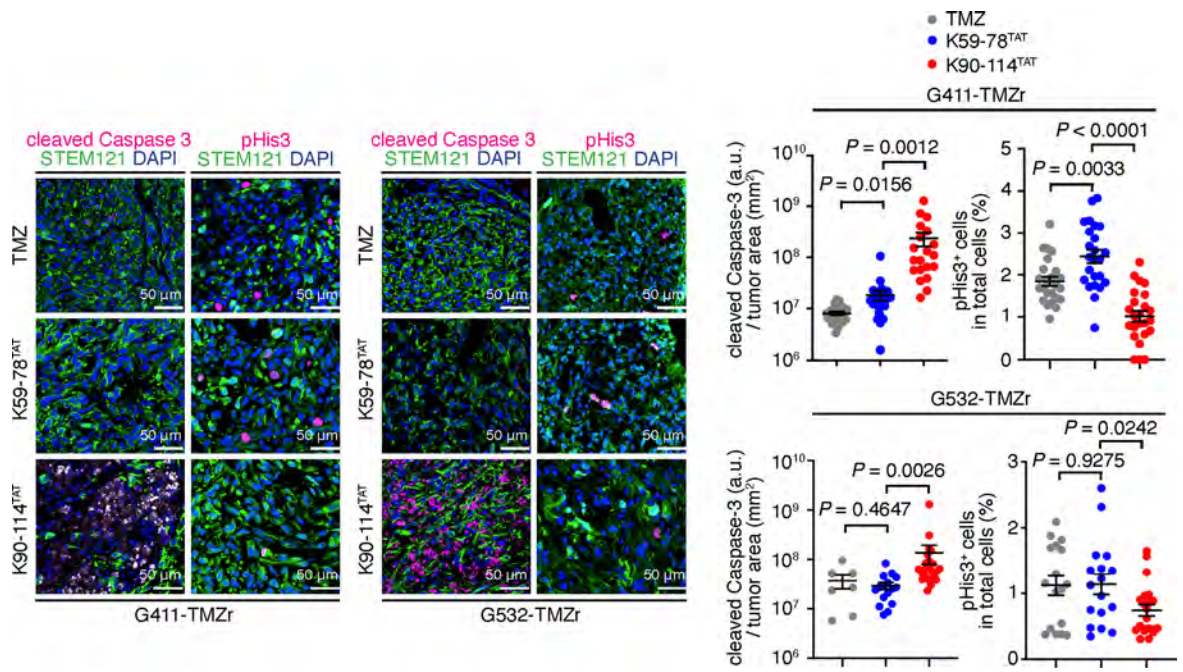 TMZ
K59-78TAT
K90-114TAT
cleaved Caspase 3
STEM121 DAPI
pHis3
STEM121 DAPI
cleaved Caspase 3
STEM121 DAPI
pHis3
STEM121 DAPI
TMZ
50 µm
50 µm
TMZ
50 µm
50 µm
K59-78TAT
50 µm
50 µm
K59-78TAT
50 µm
50 µm
K90-114TAT
50 µm
50 µm
K90-114TAT
50 µm
50 µm
G411-TMZr
G532-TMZr
G411-TMZr
cleaved Caspase-3 (a.u.)
/ tumor area (mm²)
10¹⁰
10⁹
10⁸
10⁷
10⁶
P = 0.0012
P = 0.0156
pHis3⁺ cells
in total cells (%)
5
4
3
2
1
0
P < 0.0001
P = 0.0033
G532-TMZr
cleaved Caspase-3 (a.u.)
/ tumor area (mm²)
10¹⁰
10⁹
10⁸
10⁷
10⁶
P = 0.0026
P = 0.4647
pHis3⁺ cells
in total cells (%)
3
2
1
0
P = 0.0242
P = 0.9275